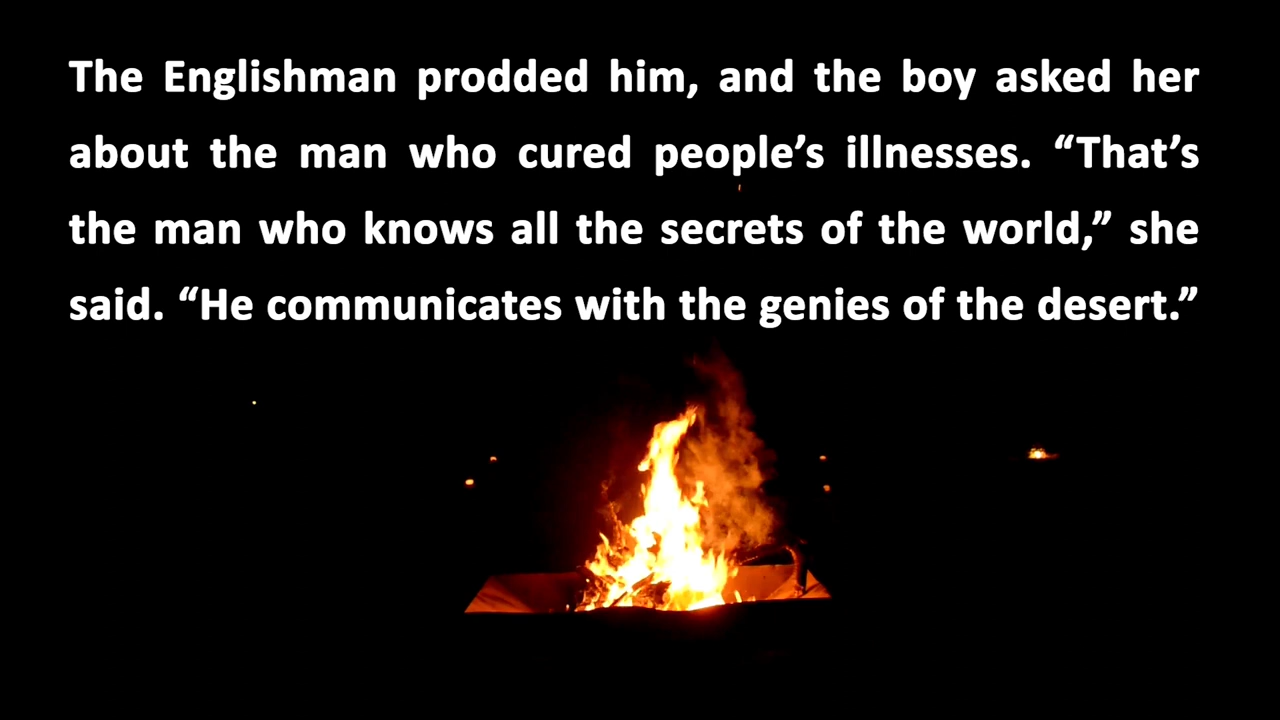 The Englishman prodded him, and the boy asked her
about the man who cured people’s illnesses. “That’s
the man who knows all the secrets of the world,” she
said. “He communicates with the genies of the desert.”